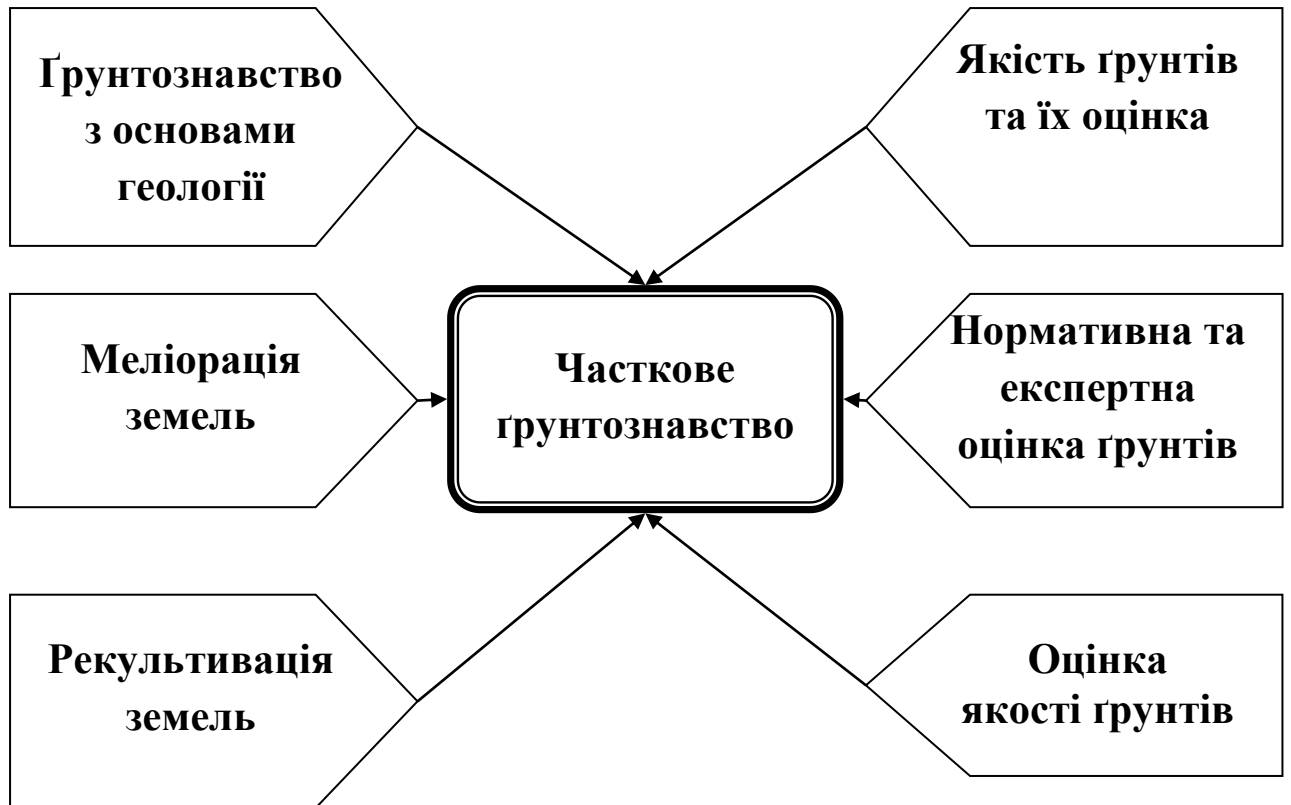 Ґрунтознавство
з основами
геології
Якість ґрунтів
та їх оцінка
Меліорація
земель
Часткове
ґрунтознавство
Нормативна та
експертна
оцінка ґрунтів
Рекультивація
земель
Оцінка
якості ґрунтів